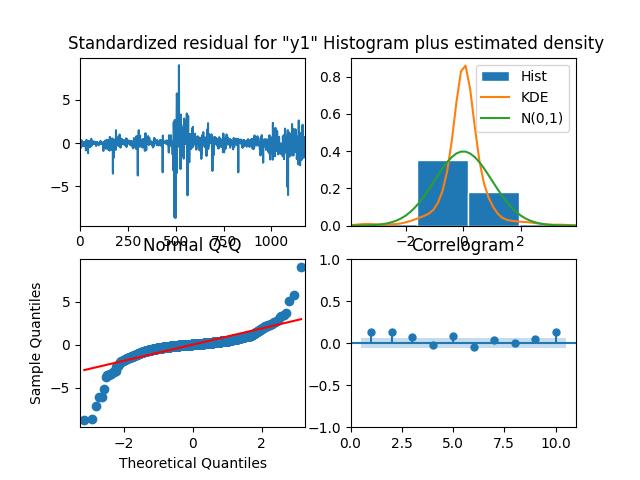 Standardized residual for "y1" Histogram plus estimated density
5
0
−5
0 250 500 750 1000
0.8
0.6
0.4
0.2
0.0
−2 0 2
Hist
KDE
N(0,1)
Normal Q-Q
Sample Quantiles
5
0
−5
−2 0 2
Theoretical Quantiles
Correlogram
1.0
0.5
0.0
−0.5
−1.0
0.0 2.5 5.0 7.5 10.0